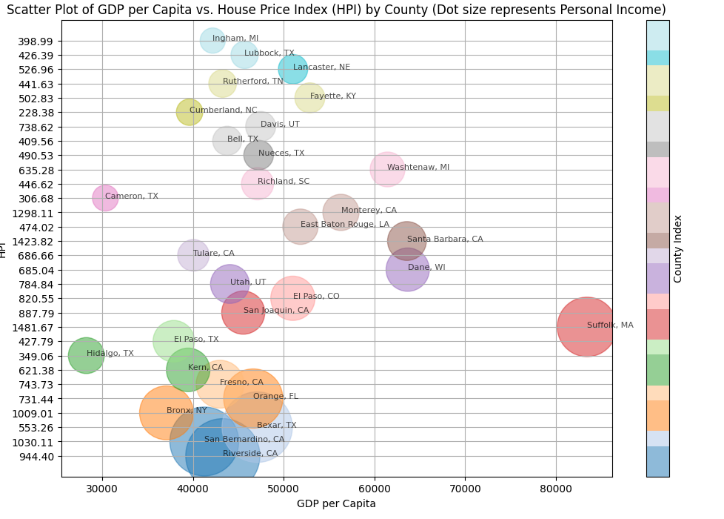 Scatter Plot of GDP per Capita vs. House Price Index (HPI) by County (Dot size represents Personal Income)
398.99
426.39
526.96
441.63
502.83
228.38
738.62
409.56
490.53
635.28
446.62
306.68
1298.11
474.02
1423.82
686.66
685.04
784.84
820.55
887.79
1481.67
427.79
349.06
621.38
743.73
731.44
1009.01
553.26
1030.11
944.40
HPI
Ingham, MI
Lubbock, TX
Lancaster, NE
Rutherford, TN
Fayette, KY
Cumberland, NC
Davis, UT
Bell, TX
Nueces, TX
Washtenaw, MI
Richland, SC
Cameron, TX
Monterey, CA
East Baton Rouge, LA
Santa Barbara, CA
Tulare, CA
Dane, WI
Utah, UT
El Paso, CO
San Joaquin, CA
Suffolk, MA
El Paso, TX
Hidalgo, TX
Kern, CA
Fresno, CA
Orange, FL
Bronx, NY
Bexar, TX
San Bernardino, CA
Riverside, CA
30000 40000 50000 60000 70000 80000
GDP per Capita
County Index